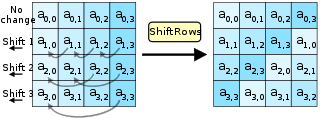 No change a0,0 a0,1 a0,2 a0,3
Shift 1 a1,0 a1,1 a1,2 a1,3
Shift 2 a2,0 a2,1 a2,2 a2,3
Shift 3 a3,0 a3,1 a3,2 a3,3
ShiftRows
a0,0 a0,1 a0,2 a0,3
a1,1 a1,2 a1,3 a1,0
a2,2 a2,3 a2,0 a2,1
a3,3 a3,0 a3,1 a3,2